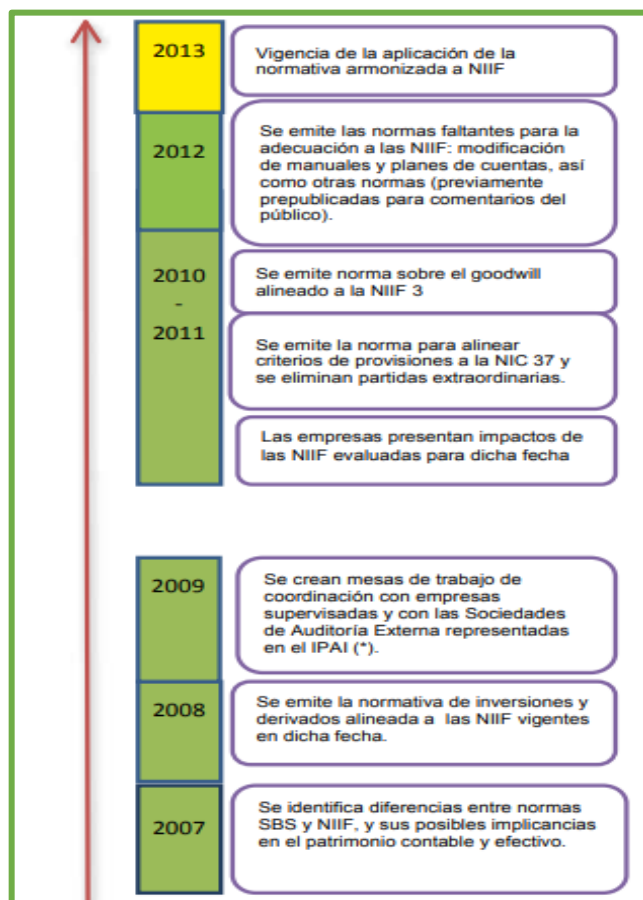 2013
Vigencia de la aplicación de la
normativa armonizada a NIIF
2012
Se emite las normas faltantes para la
adecuación a las NIIF: modificación
de manuales y planes de cuentas, así
como otras normas (previamente
prepublicadas para comentarios del
público).
2010
-
2011
Se emite norma sobre el goodwill
alineado a la NIIF 3
Se emite la norma para alinear
criterios de provisiones a la NIC 37 y
se eliminan partidas extraordinarias.
Las empresas presentan impactos de
las NIIF evaluadas para dicha fecha
2009
Se crean mesas de trabajo de
coordinación con empresas
supervisadas y con las Sociedades
de Auditoría Externa representadas
en el IPAI (*).
2008
Se emite la normativa de inversiones y
derivados alineada a las NIIF vigentes
en dicha fecha.
2007
Se identifica diferencias entre normas
SBS y NIIF, y sus posibles implicancias
en el patrimonio contable y efectivo.